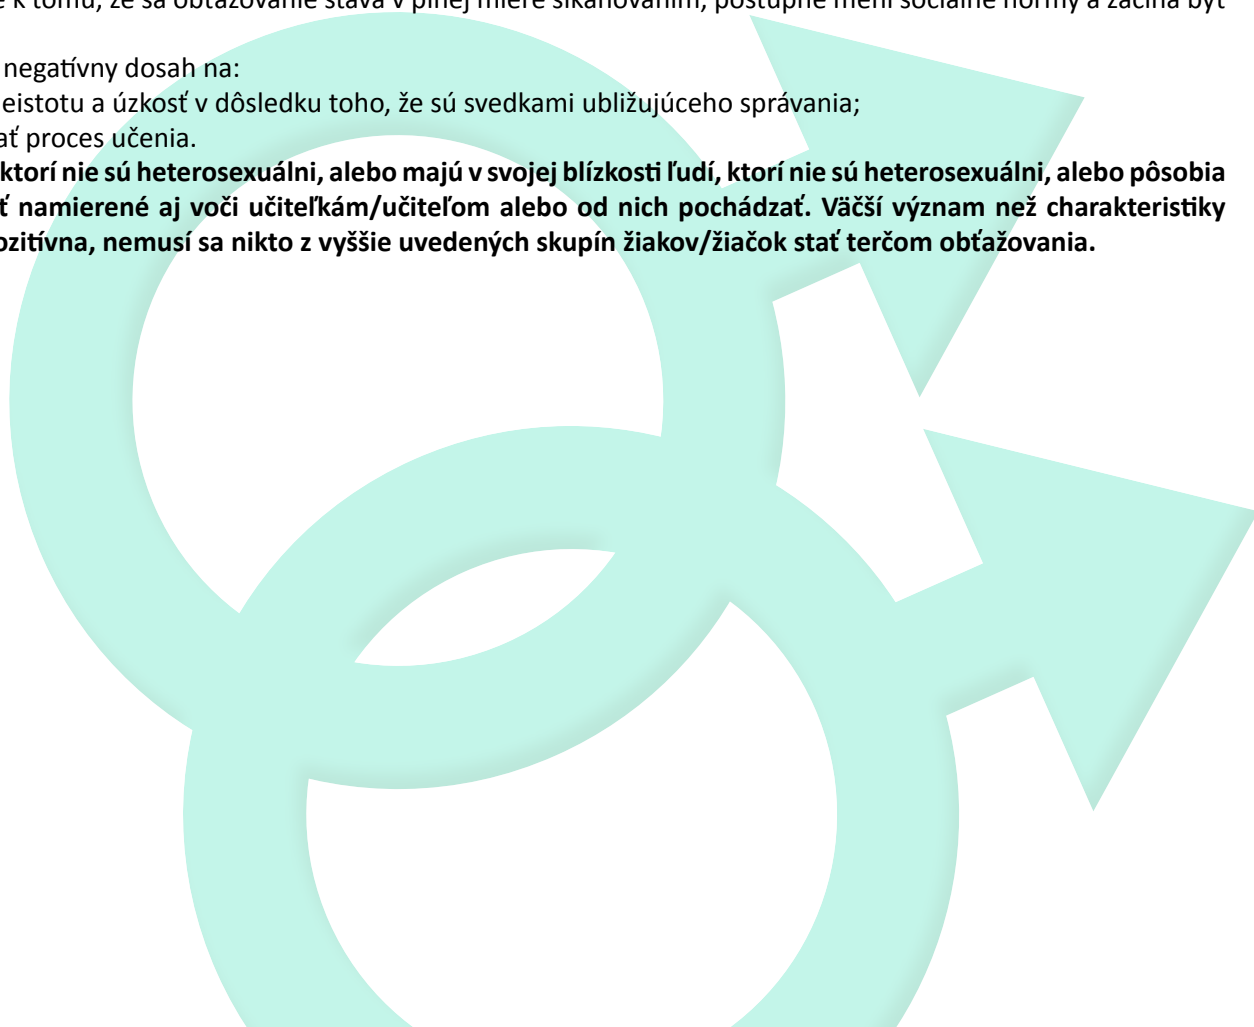 k tomu, že sa obťažovanie stáva v plnej miere šikanovaním, postupne mení sociálne normy a začína byť
negatívny dosah na:
eistotu a úzkosť v dôsledku toho, že sú svedkami ubližujúceho správania;
ať proces učenia.
ktorí nie sú heterosexuálni, alebo majú v svojej blízkosti ľudí, ktorí nie sú heterosexuálni, alebo pôsobia
ť namierené aj voči učiteľkám/učiteľom alebo od nich pochádzať. Väčší význam než charakteristiky
ozitívna, nemusí sa nikto z vyššie uvedených skupín žiakov/žiačok stať terčom obťažovania.